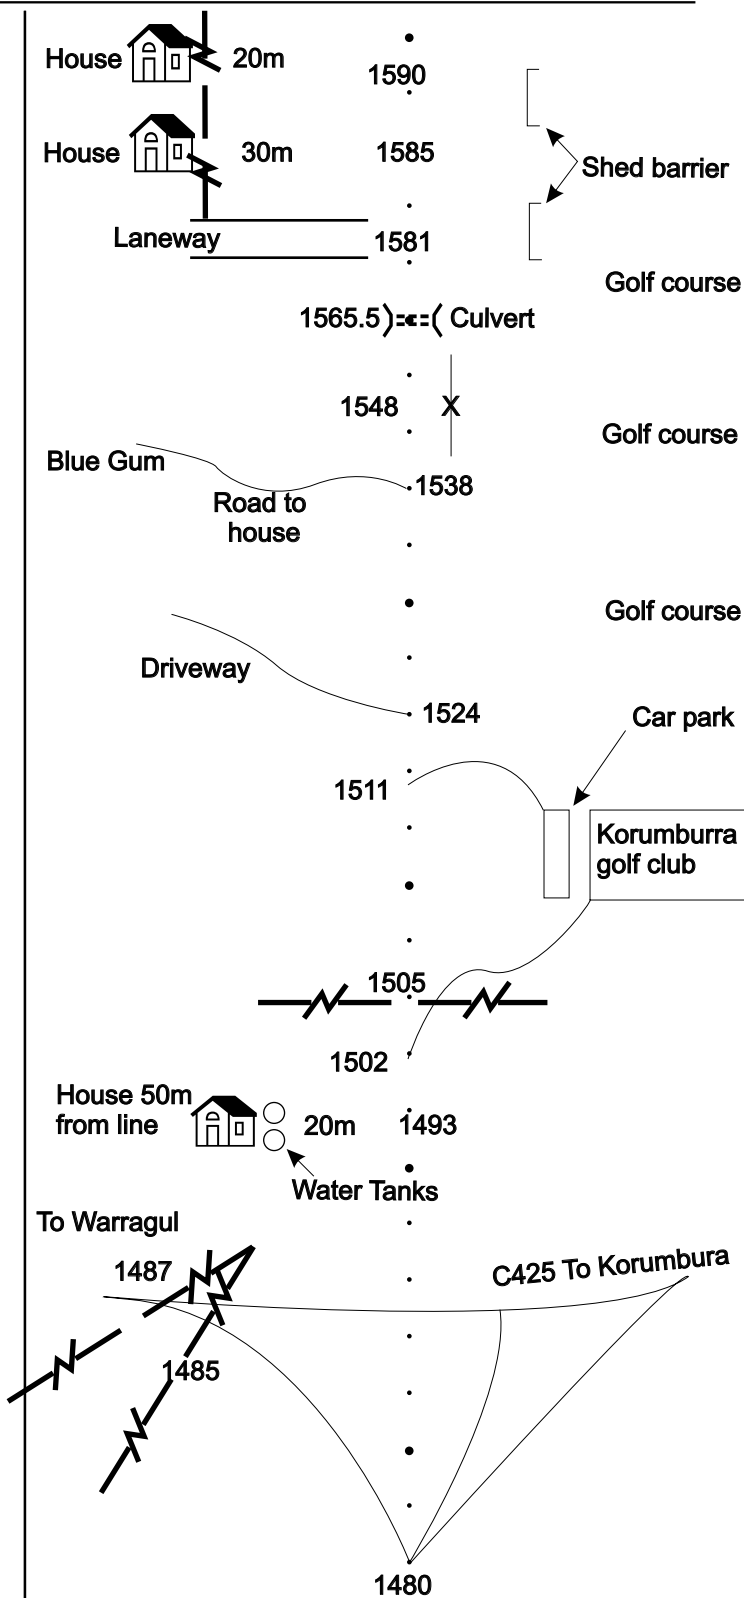 House
20m
1590
House
30m
1585
Shed barrier
Laneway
1581
Golf course
1565.5
Culvert
1548
X
Golf course
Blue Gum
1538
Road to
house
Golf course
Driveway
1524
Car park
1511
Korumburra
golf club
1505
1502
House 50m
from line
20m
1493
Water Tanks
To Warragul
1487
C425 To Korumbura
1485
1480